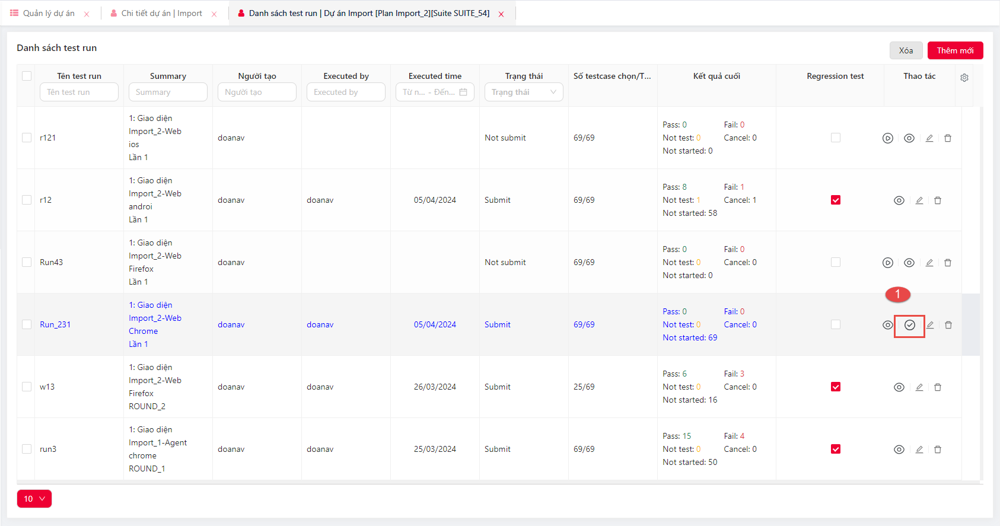 Quản lý dự án
Chi tiết dự án | Import
Danh sách test run | Dự án Import [Plan Import_2][Suite SUITE_54]
Danh sách test run
Xóa
Thêm mới
Tên test run
Summary
Người tạo
Executed by
Executed time
Trạng thái
Số testcase chọn/T...
Kết quả cuối
Regression test
Thao tác
Tên test run
Summary
Người tạo
Executed by
Từ n... - Đến...
Trạng thái
r121
1: Giao diện
Import_2-Web
ios
Lần 1
doanav
Not submit
69/69
Pass: 0 Fail: 0
Not test: 0 Cancel: 0
Not started: 0
r12
1: Giao diện
Import_2-Web
androi
Lần 1
doanav
doanav
05/04/2024
Submit
69/69
Pass: 8 Fail: 1
Not test: 1 Cancel: 1
Not started: 58
Run43
1: Giao diện
Import_2-Web
Firefox
Lần 1
doanav
Not submit
69/69
Pass: 0 Fail: 0
Not test: 0 Cancel: 0
Not started: 0
1
Run_231
1: Giao diện
Import_2-Web
Chrome
Lần 1
doanav
doanav
05/04/2024
Submit
69/69
Pass: 0 Fail: 0
Not test: 0 Cancel: 0
Not started: 69
w13
1: Giao diện
Import_2-Web
Firefox
ROUND_2
doanav
doanav
26/03/2024
Submit
25/69
Pass: 6 Fail: 3
Not test: 0 Cancel: 0
Not started: 16
run3
1: Giao diện
Import_1-Agent
chrome
ROUND_1
doanav
doanav
25/03/2024
Submit
69/69
Pass: 15 Fail: 4
Not test: 0 Cancel: 0
Not started: 50
10